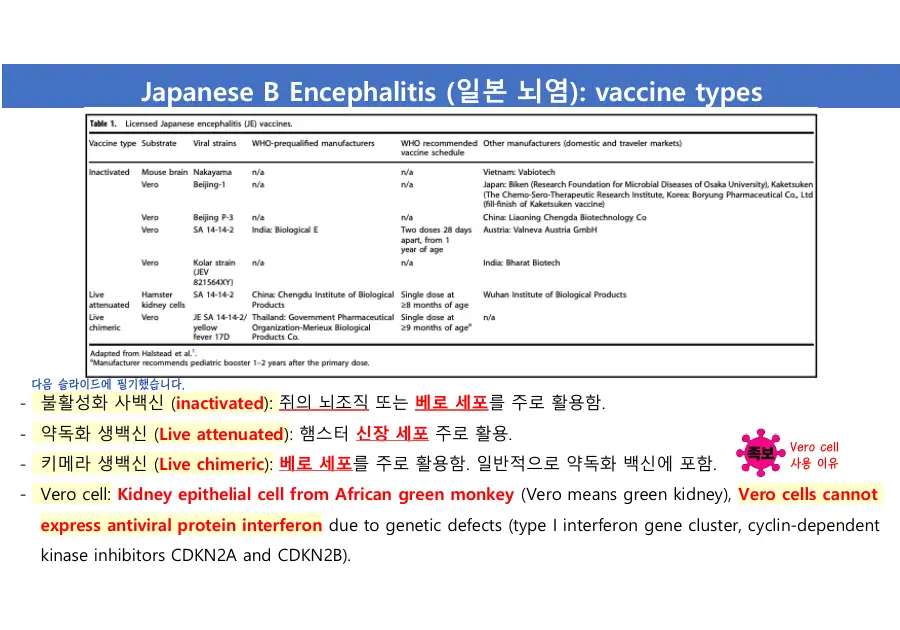 Japanese B Encephalitis (일본 뇌염): vaccine types
Table 1. Licensed Japanese encephalitis (JE) vaccines.
Vaccine type Substrate Viral strains WHO-prequalified manufacturers WHO recommended vaccine schedule Other manufacturers (domestic and traveler markets)
Inactivated Mouse brain Nakayama n/a n/a Vietnam: Vabiotech
Vero Beijing-1 n/a n/a Japan: Biken (Research Foundation for Microbial Diseases of Osaka University), Kaketsuken
(The Chemo-Sero-Therapeutic Research Institute, Korea: Boryung Pharmaceutical Co., Ltd
(fill-finish of Kaketsuken vaccine)
Vero Beijing P-3 n/a n/a China: Liaoning Chengda Biotechnology Co
Vero SA 14-14-2 India: Biological E Two doses 28 days Austria: Valneva Austria GmbH
apart, from 1
year of age
Vero Kolar strain n/a n/a India: Bharat Biotech
(JEV
821564XY)
Live Hamster SA 14-14-2 China: Chengdu Institute of Biological Single dose at Wuhan Institute of Biological Products
attenuated kidney cells Products ≥8 months of age
Live Vero JE SA 14-14-2/ Thailand: Government Pharmaceutical Single dose at n/a
chimeric yellow Organization-Merieux Biological ≥9 months of ageᵃ
fever 17D Products Co.
Adapted from Halstead et al.¹.
ᵃManufacturer recommends pediatric booster 1–2 years after the primary dose.
다음 슬라이드에 필기했습니다.
- 불활성화 사백신 (inactivated): 쥐의 뇌조직 또는 베로 세포를 주로 활용함.
- 약독화 생백신 (Live attenuated): 햄스터 신장 세포 주로 활용.
- 키메라 생백신 (Live chimeric): 베로 세포를 주로 활용함. 일반적으로 약독화 백신에 포함.
족보
Vero cell
사용 이유
- Vero cell: Kidney epithelial cell from African green monkey (Vero means green kidney), Vero cells cannot
express antiviral protein interferon due to genetic defects (type I interferon gene cluster, cyclin-dependent
kinase inhibitors CDKN2A and CDKN2B).